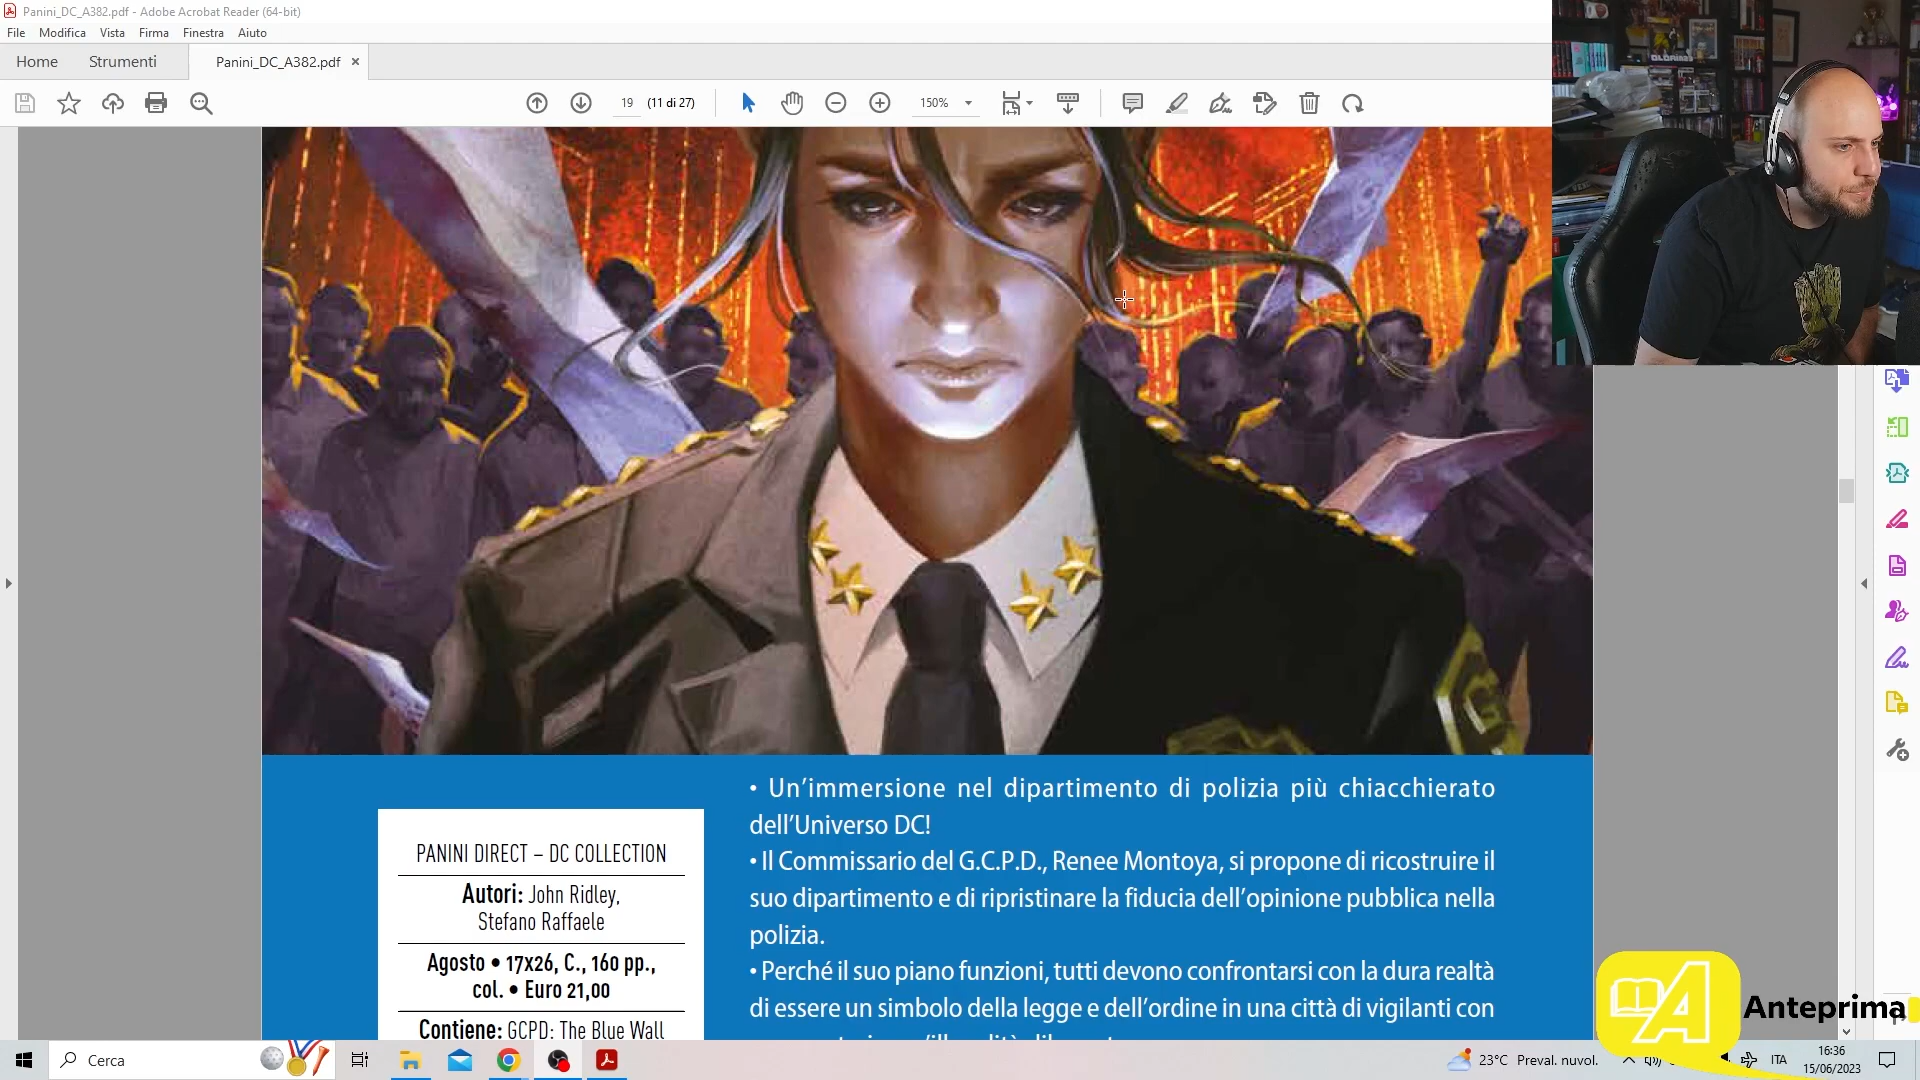 Panini_DC_A382.pdf - Adobe Acrobat Reader (64-bit)
File Modifica Vista Firma Finestra Aiuto
Home Strumenti Panini_DC_A382.pdf
19 (11 di 27) 150%
• Un’immersione nel dipartimento di polizia più chiacchierato
dell’Universo DC!
• Il Commissario del G.C.P.D., Renee Montoya, si propone di ricostruire il
suo dipartimento e di ripristinare la fiducia dell’opinione pubblica nella
polizia.
• Perché il suo piano funzioni, tutti devono confrontarsi con la dura realtà
di essere un simbolo della legge e dell’ordine in una città di vigilanti con
PANINI DIRECT – DC COLLECTION
Autori: John Ridley,
Stefano Raffaele
Agosto • 17x26, C., 160 pp.,
col. • Euro 21,00
Contiene: GCPD: The Blue Wall
A Anteprima
Cerca
23°C Preval. nuvol.
ITA
16:36
15/06/2023